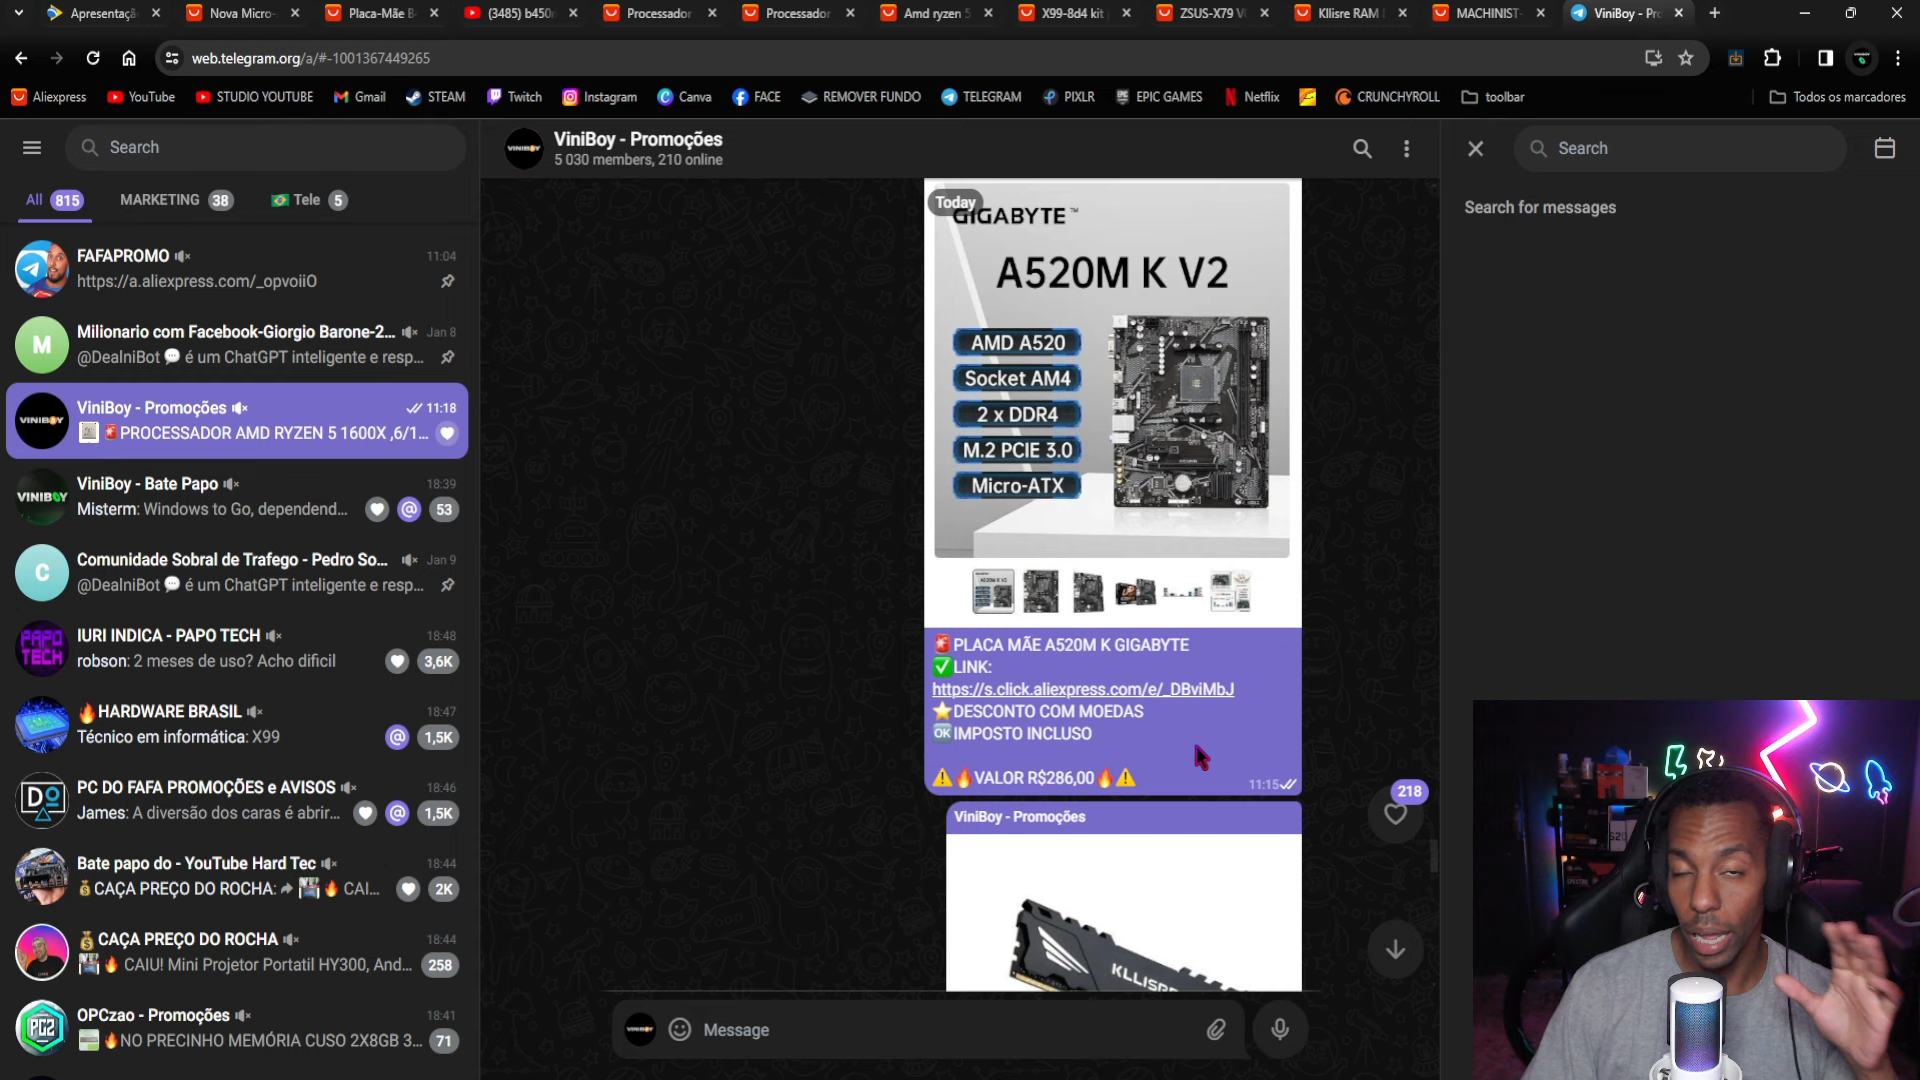 Apresentaçã
Nova Micro-
Placa-Mãe B
(3485) b450
Processador
Processador
Amd ryzen 5
X99-8d4 kit
ZSUS-X79 V
Kllisre RAM
MACHINIST
ViniBoy - Pro
web.telegram.org/a/#-1001367449265
Aliexpress
YouTube
STUDIO YOUTUBE
Gmail
STEAM
Twitch
Instagram
Canva
FACE
REMOVER FUNDO
TELEGRAM
PIXLR
EPIC GAMES
Netflix
CRUNCHYROLL
toolbar
Todos os marcadores
Search
All 815
MARKETING 38
🇧🇷 Tele 5
FAFAPROMO 11:04
https://a.aliexpress.com/_opvoiiO
M
Milionario com Facebook-Giorgio Barone-2... Jan 8
@DealniBot 💬 é um ChatGPT inteligente e resp...
VINIBOY
ViniBoy - Promoções 11:18
🚨PROCESSADOR AMD RYZEN 5 1600X ,6/1...
VINIBOY
ViniBoy - Bate Papo 18:39
Misterm: Windows to Go, dependend... @ 53
C
Comunidade Sobral de Trafego - Pedro So... Jan 9
@DealniBot 💬 é um ChatGPT inteligente e resp...
PAPO TECH
IURI INDICA - PAPO TECH 18:48
robson: 2 meses de uso? Acho dificil 3,6K
🔥HARDWARE BRASIL 18:47
Técnico em informática: X99 @ 1,5K
PC DO FAFA PROMOÇÕES e AVISOS 18:46
James: A diversão dos caras é abrir... @ 1,5K
Bate papo do - YouTube Hard Tec 18:44
💰CAÇA PREÇO DO ROCHA: 🔥 CAI... 2K
💰CAÇA PREÇO DO ROCHA 18:44
🔥 CAIU! Mini Projetor Portatil HY300, And... 258
OPCzao - Promoções 18:41
🔥NO PRECINHO MEMÓRIA CUSO 2X8GB 3... 71
VINIBOY
ViniBoy - Promoções
5 030 members, 210 online
Today
GIGABYTE™
A520M K V2
AMD A520
Socket AM4
2 x DDR4
M.2 PCIE 3.0
Micro-ATX
🚨PLACA MÃE A520M K GIGABYTE
✅LINK:
https://s.click.aliexpress.com/e/_DBviMbJ
⭐DESCONTO COM MOEDAS
🆗IMPOSTO INCLUSO
⚠️🔥VALOR R$286,00🔥⚠️
11:15
ViniBoy - Promoções
KLLISRE
218
Message
Search
Search for messages